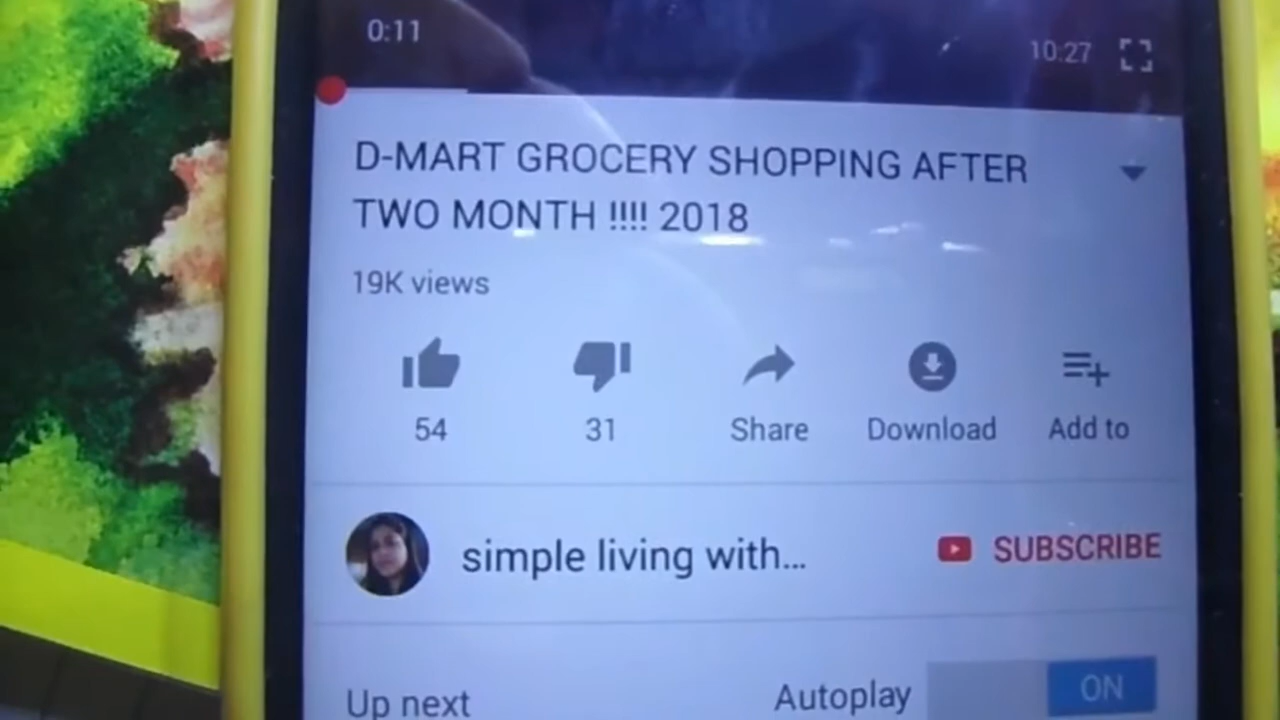 0:11
10:27
D-MART GROCERY SHOPPING AFTER
TWO MONTH !!!! 2018
19K views
54
31
Share
Download
Add to
simple living with...
SUBSCRIBE
Up next
Autoplay
ON